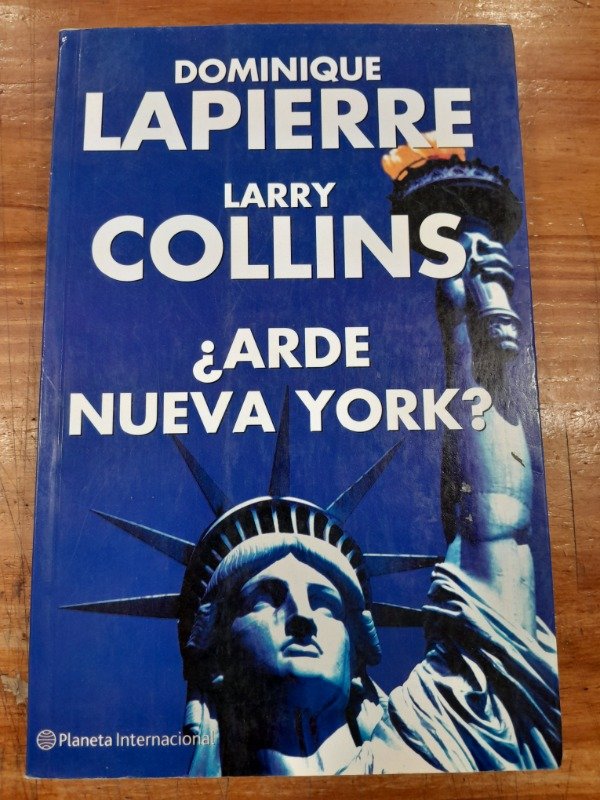 DOMINIQUE
LAPIERRE
LARRY
COLLINS
¿ARDE
NUEVA YORK?
Planeta Internacional